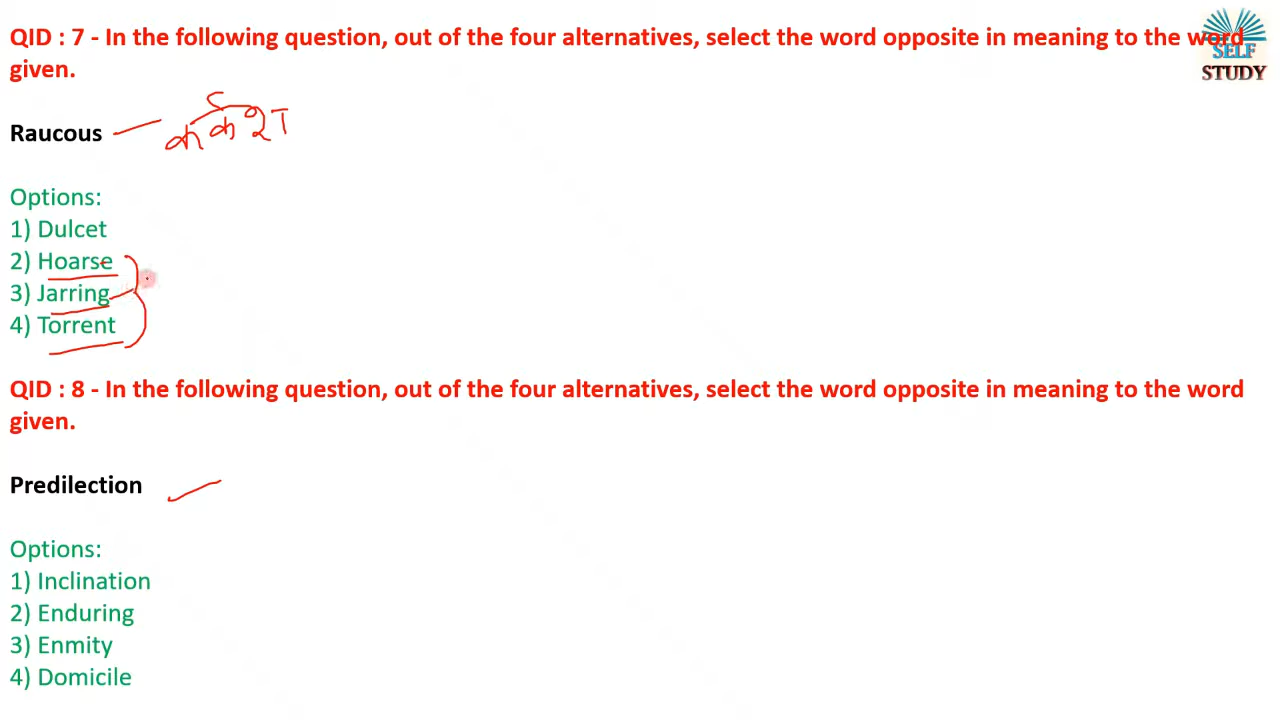 QID : 7 - In the following question, out of the four alternatives, select the word opposite in meaning to the word
given.
SELF
STUDY
Raucous
Options:
1) Dulcet
2) Hoarse
3) Jarring
4) Torrent
QID : 8 - In the following question, out of the four alternatives, select the word opposite in meaning to the word
given.
Predilection
Options:
1) Inclination
2) Enduring
3) Enmity
4) Domicile